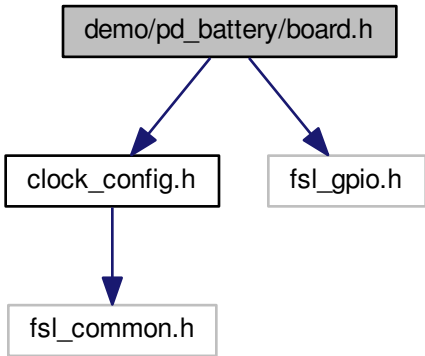 demo/pd_battery/board.h
clock_config.h
fsl_gpio.h
fsl_common.h